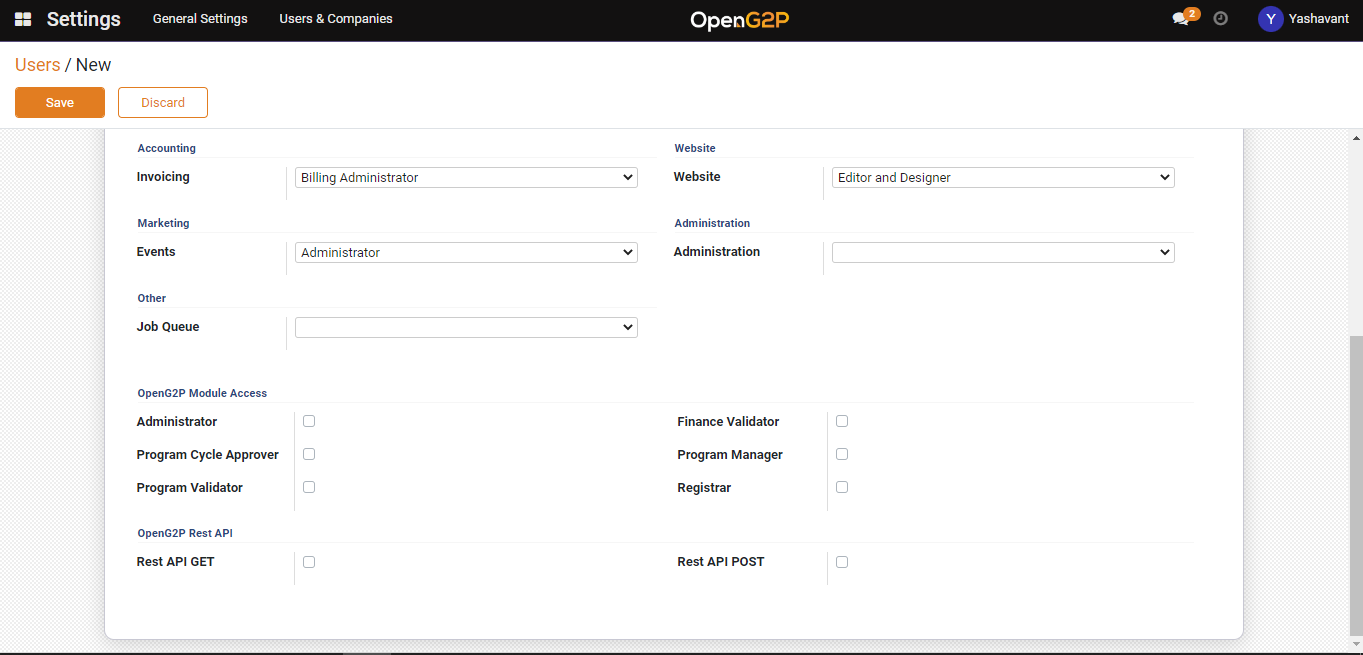 Settings General Settings Users & Companies OpenG2P 2 Y Yashavant
Users / New
Save Discard
Accounting Website
Invoicing Billing Administrator Website Editor and Designer
Marketing Administration
Events Administrator Administration
Other
Job Queue
OpenG2P Module Access
Administrator Finance Validator
Program Cycle Approver Program Manager
Program Validator Registrar
OpenG2P Rest API
Rest API GET Rest API POST